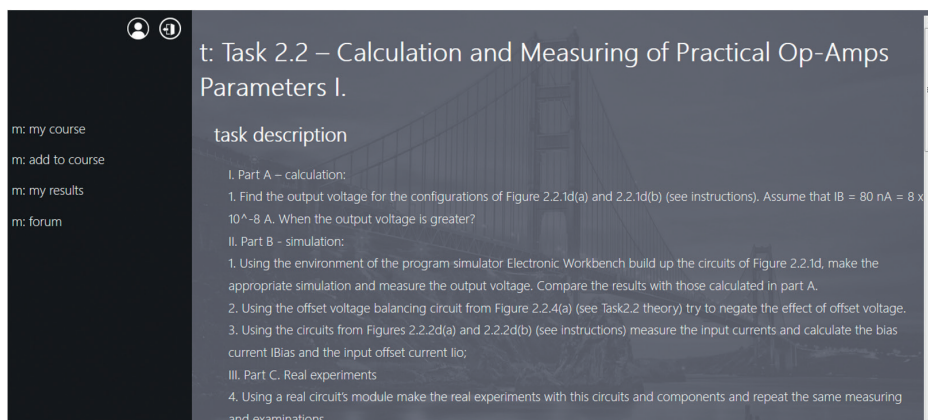 t: Task 2.2 – Calculation and Measuring of Practical Op-Amps
Parameters I.
m: my course
m: add to course
m: my results
m: forum
task description
I. Part A – calculation:
1. Find the output voltage for the configurations of Figure 2.2.1d(a) and 2.2.1d(b) (see instructions). Assume that IB = 80 nA = 8 x
10^-8 A. When the output voltage is greater?
II. Part B - simulation:
1. Using the environment of the program-simulator Electronic Workbench build up the circuits of Figure 2.2.1d, make the
appropriate simulation and measure the output voltage. Compare the results with those calculated in part A.
2. Using the offset voltage balancing circuit from Figure 2.2.4(a) (see Task2.2 theory) try to negate the effect of offset voltage.
3. Using the circuits from Figures 2.2.2d(a) and 2.2.2d(b) (see instructions) measure the input currents and calculate the bias
current IBias and the input offset current Iio;
III. Part C. Real experiments
4. Using a real circuit's module make the real experiments with this circuits and components and repeat the same measuring
and examinations